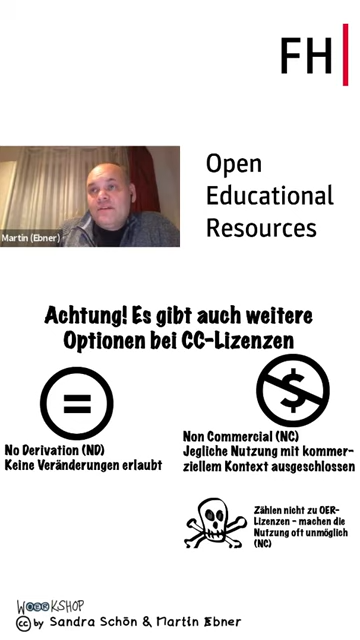 FH
Open
Educational
Resources
Martin (Ebner)
Achtung! Es gibt auch weitere
Optionen bei CC-Lizenzen
No Derivation (ND)
Keine Veränderungen erlaubt
Non Commercial (NC)
Jegliche Nutzung mit kommer-
ziellem Kontext ausgeschlossen
Zählen nicht zu OER-
Lizenzen - machen die
Nutzung oft unmöglich
(NC)
WOERKSHOP
cc by Sandra Schön & Martin Ebner